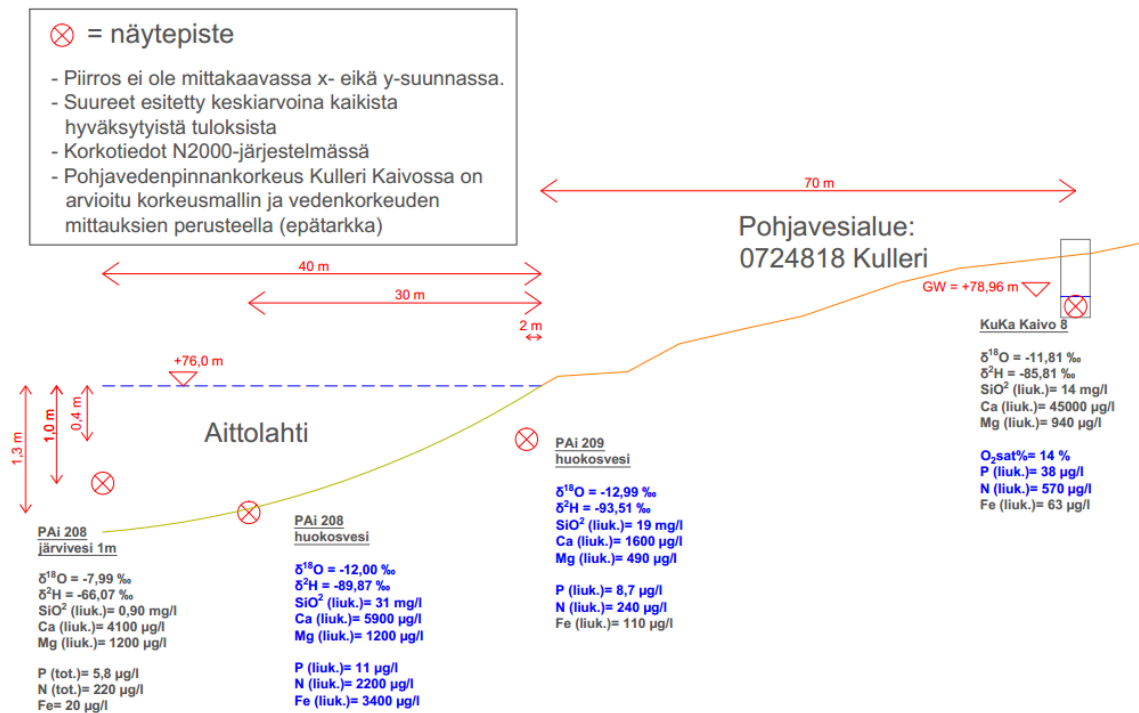 = näytepiste
- Piirros ei ole mittakaavassa x- eikä y-suunnassa.
- Suureet esitetty keskiarvoina kaikista
hyväksytyistä tuloksista
- Korkotiedot N2000-järjestelmässä
- Pohjavedenpinnankorkeus Kulleri Kaivossa on
arvioitu korkeusmallin ja vedenkorkeuden
mittauksien perusteella (epätarkka)
70 m
Pohjavesialue:
0724818 Kulleri
40 m
30 m
2 m
GW = +78,96 m
+76,0 m
0,4 m
1,0 m
1,3 m
Aittolahti
KuKa Kaivo 8
δ¹⁸O = -11,81 ‰
δ²H = -85,81 ‰
SiO² (liuk.)= 14 mg/l
Ca (liuk.)= 45000 µg/l
Mg (liuk.)= 940 µg/l
O₂sat%= 14 %
P (liuk.)= 38 µg/l
N (liuk.)= 570 µg/l
Fe (liuk.)= 63 µg/l
PAi 209
huokosvesi
δ¹⁸O = -12,99 ‰
δ²H = -93,51 ‰
SiO² (liuk.)= 19 mg/l
Ca (liuk.)= 1600 µg/l
Mg (liuk.)= 490 µg/l
P (liuk.)= 8,7 µg/l
N (liuk.)= 240 µg/l
Fe (liuk.)= 110 µg/l
PAi 208
järvivesi 1m
δ¹⁸O = -7,99 ‰
δ²H = -66,07 ‰
SiO² (liuk.)= 0,90 mg/l
Ca (liuk.)= 4100 µg/l
Mg (liuk.)= 1200 µg/l
P (tot.)= 5,8 µg/l
N (tot.)= 220 µg/l
Fe= 20 µg/l
PAi 208
huokosvesi
δ¹⁸O = -12,00 ‰
δ²H = -89,87 ‰
SiO² (liuk.)= 31 mg/l
Ca (liuk.)= 5900 µg/l
Mg (liuk.)= 1200 µg/l
P (liuk.)= 11 µg/l
N (liuk.)= 2200 µg/l
Fe (liuk.)= 3400 µg/l